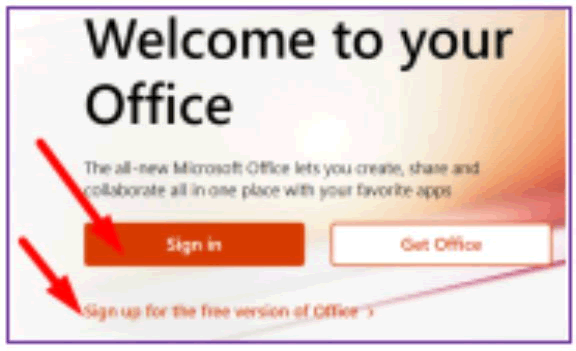 Welcome to your
Office
The all-new Microsoft Office lets you create, share and
collaborate all in one place with your favorite apps
Sign in
Get Office
Sign up for the free version of Office >